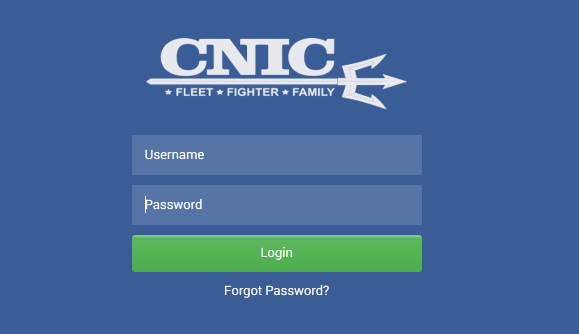 CNIC
★ FLEET ★ FIGHTER ★ FAMILY
Username
Password
Login
Forgot Password?